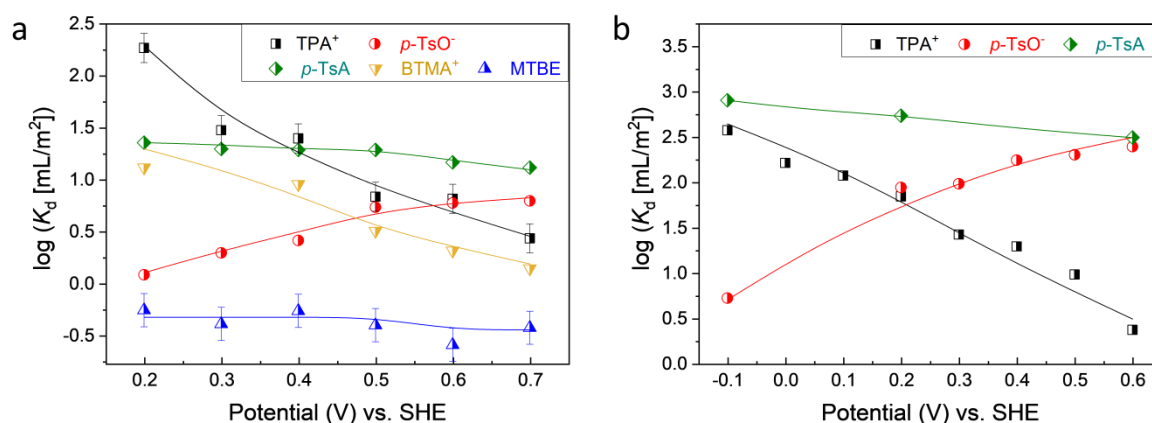 a
TPA⁺ p-TsO⁻
p-TsA BTMA⁺ MTBE
log (Kd [mL/m²])
2.5
2.0
1.5
1.0
0.5
0.0
-0.5
0.2 0.3 0.4 0.5 0.6 0.7
Potential (V) vs. SHE
b
TPA⁺ p-TsO⁻ p-TsA
log (Kd [mL/m²])
3.5
3.0
2.5
2.0
1.5
1.0
0.5
0.0
-0.1 0.0 0.1 0.2 0.3 0.4 0.5 0.6
Potential (V) vs. SHE